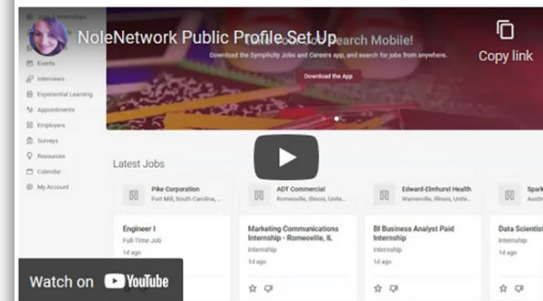 NoleNetwork Public Profile Set Up
Search Mobile!
Copy link
Download the Symplicity Jobs and Careers app, and search for jobs from anywhere.
Download the App
Events
Interviews
Experiential Learning
Appointments
Employers
Surveys
Resources
Calendar
My Account
Latest Jobs
Pike Corporation
Fort Mill, South Carolina, ...
Engineer I
Full-Time Job
1d ago
ADT Commercial
Romeoville, Illinois, Unite...
Marketing Communications
Internship - Romeoville, IL
Internship
1d ago
Edward-Elmhurst Health
Warrenville, Illinois, Unite...
BI Business Analyst Paid
Internship
Internship
1d ago
Spark
Austin
Data Scientist
Internship
1d ago
Watch on YouTube